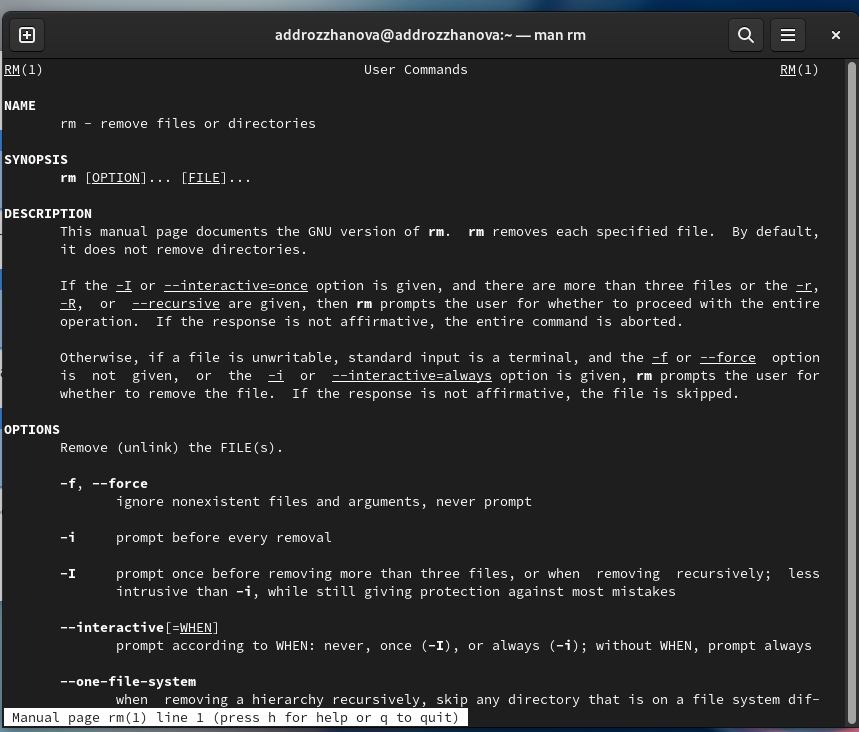 addrozzhanova@addrozzhanova:~ — man rm
RM(1) User Commands RM(1)
NAME
rm - remove files or directories
SYNOPSIS
rm [OPTION]... [FILE]...
DESCRIPTION
This manual page documents the GNU version of rm.  rm removes each specified file.  By default,
it does not remove directories.
If the -I or --interactive=once option is given, and there are more than three files or the -r,
-R,  or  --recursive are given, then rm prompts the user for whether to proceed with the entire
operation.  If the response is not affirmative, the entire command is aborted.
Otherwise, if a file is unwritable, standard input is a terminal, and the -f or --force  option
is  not  given,  or  the  -i  or  --interactive=always option is given, rm prompts the user for
whether to remove the file.  If the response is not affirmative, the file is skipped.
OPTIONS
Remove (unlink) the FILE(s).
-f, --force
ignore nonexistent files and arguments, never prompt
-i     prompt before every removal
-I     prompt once before removing more than three files, or when  removing  recursively;  less
intrusive than -i, while still giving protection against most mistakes
--interactive[=WHEN]
prompt according to WHEN: never, once (-I), or always (-i); without WHEN, prompt always
--one-file-system
when  removing a hierarchy recursively, skip any directory that is on a file system dif-
Manual page rm(1) line 1 (press h for help or q to quit)